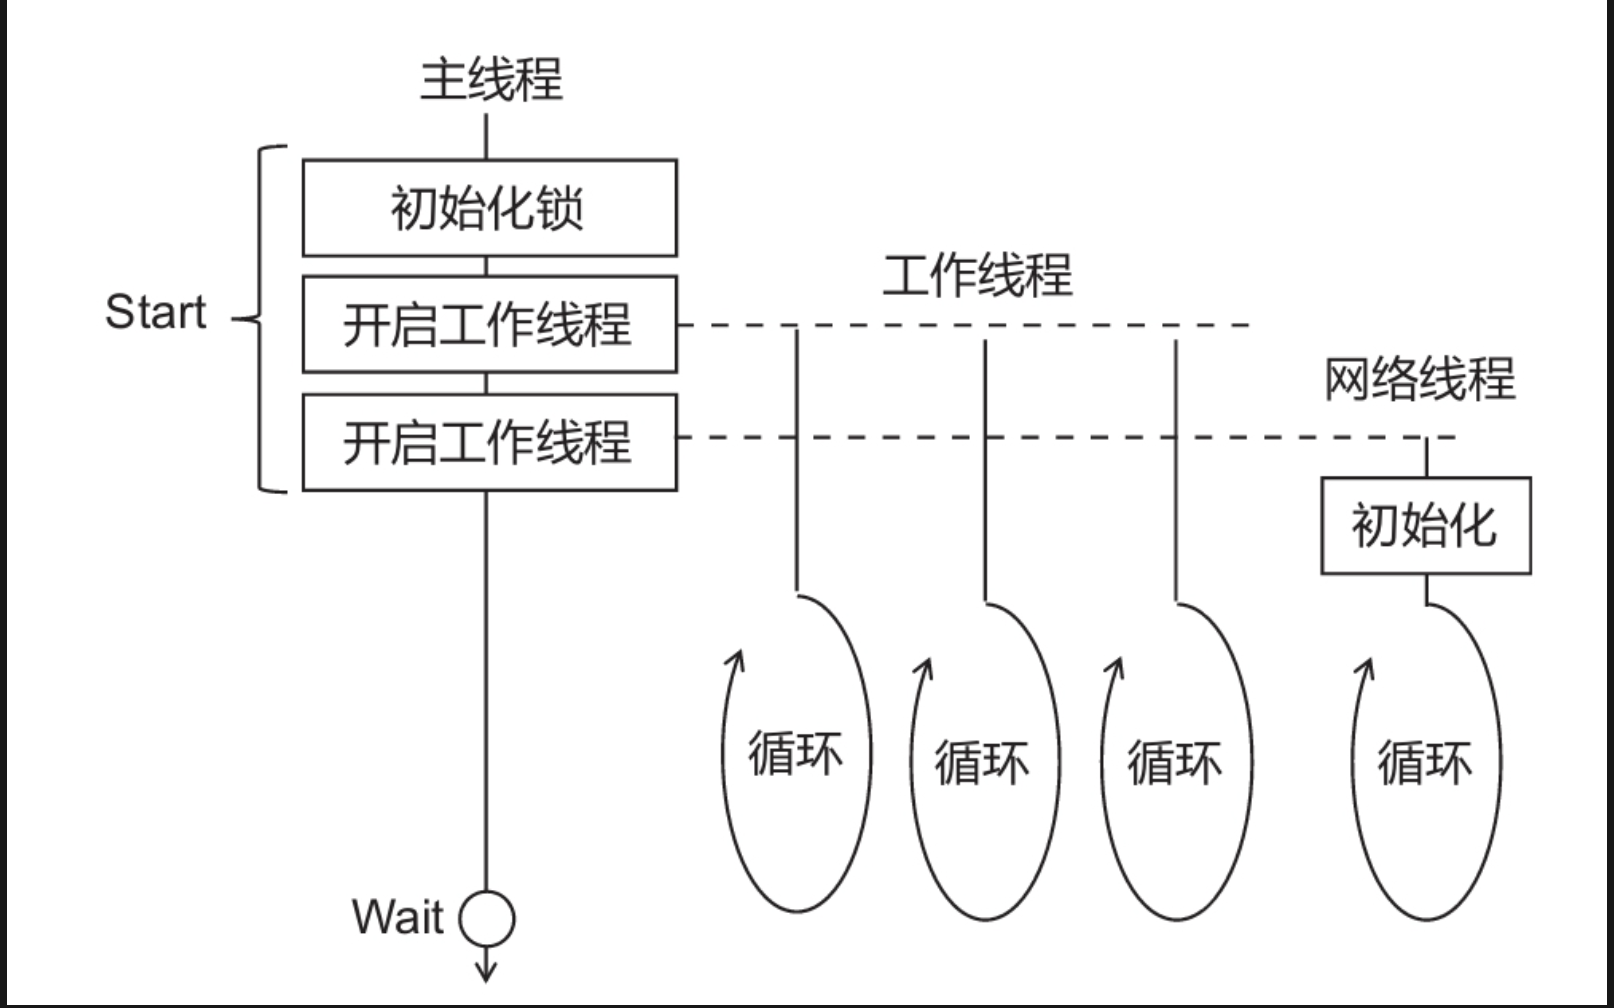 主线程
初始化锁
工作线程
Start
开启工作线程
网络线程
开启工作线程
初始化
循环
循环
循环
循环
Wait